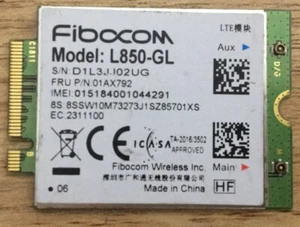 Fibocom
LTE模块
Model: L850-GL
Aux
S/N:D1L3JJ02UG
FRU P/N:01AX792
IMEI:015184001044291
8S 8SSW10M73273J1SZ85701XS
EC:2311100
ICASA
TA-2016/3502
APPROVED
Fibocom Wireless Inc.
Made in China
深圳市广和通无线股份有限公司
06
HF